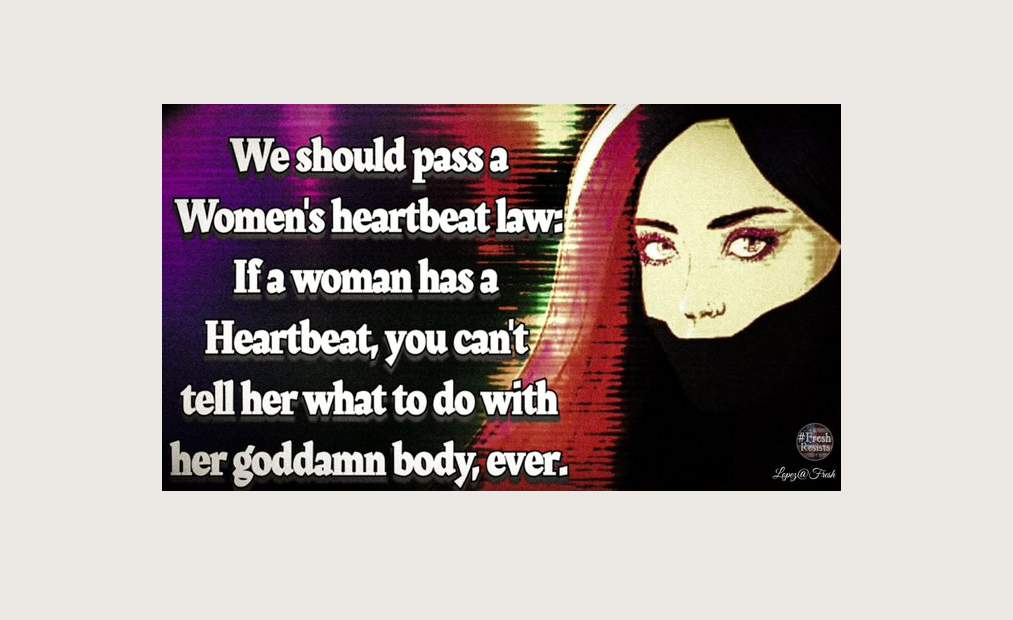 We should pass a
Women's heartbeat law:
If a woman has a
Heartbeat, you can't
tell her what to do with
her goddamn body, ever.
#Fresh
Resists
Lopez@Fresh